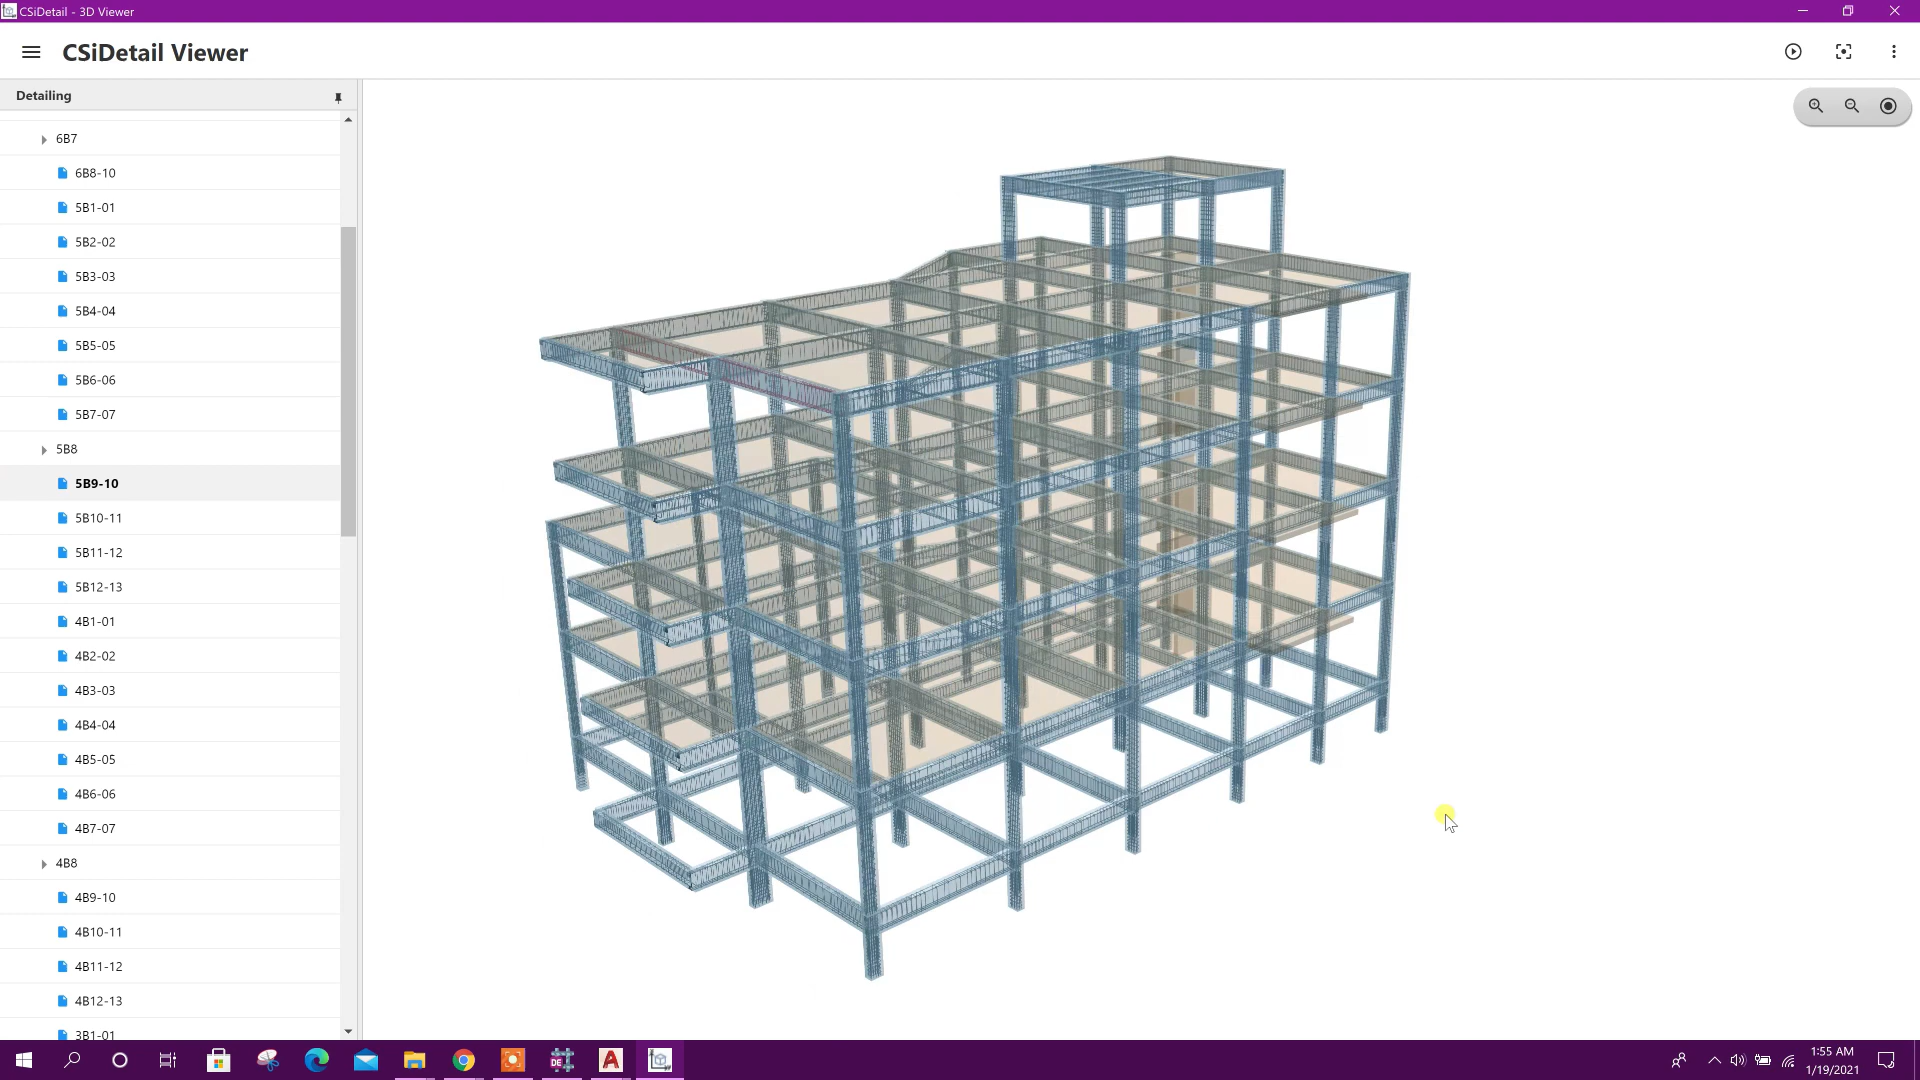 CSiDetail - 3D Viewer
CSiDetail Viewer
Detailing
6B7
6B8-10
5B1-01
5B2-02
5B3-03
5B4-04
5B5-05
5B6-06
5B7-07
5B8
5B9-10
5B10-11
5B11-12
5B12-13
4B1-01
4B2-02
4B3-03
4B4-04
4B5-05
4B6-06
4B7-07
4B8
4B9-10
4B10-11
4B11-12
4B12-13
3B1-01
DE
1:55 AM
1/19/2021